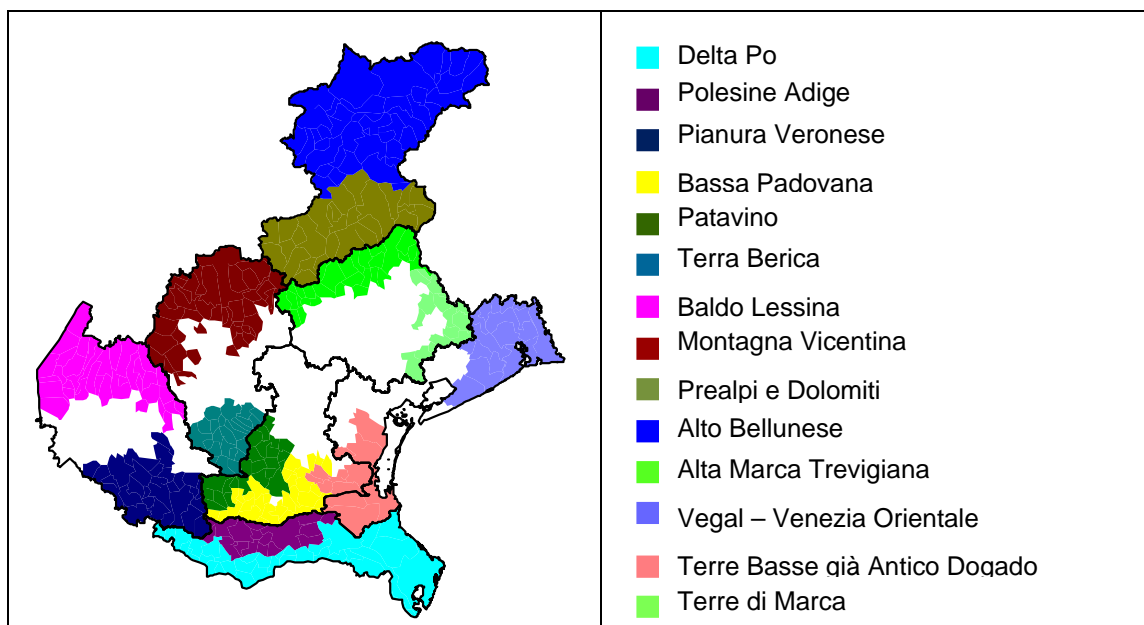 Delta Po
Polesine Adige
Pianura Veronese
Bassa Padovana
Patavino
Terra Berica
Baldo Lessina
Montagna Vicentina
Prealpi e Dolomiti
Alto Bellunese
Alta Marca Trevigiana
Vegal – Venezia Orientale
Terre Basse già Antico Dogado
Terre di Marca